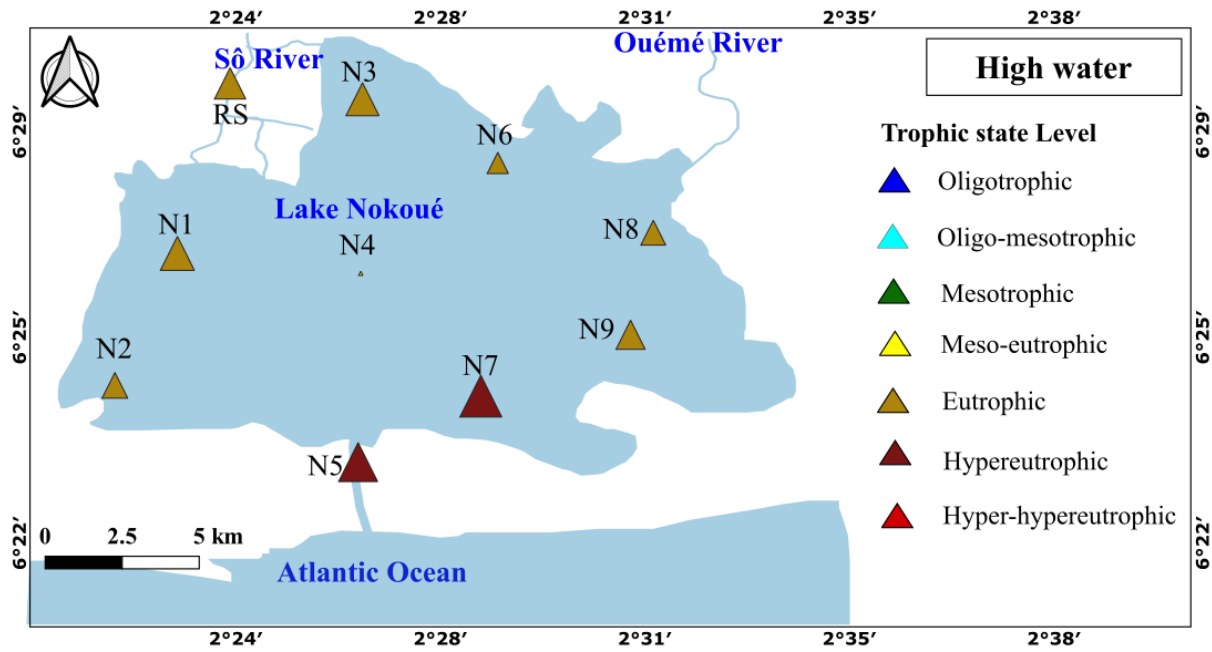 2°24′ 2°28′ 2°31′ 2°35′ 2°38′
Sô River
Ouémé River
High water
N3
RS
6°29′
6°29′
N6
Trophic state Level
Oligotrophic
Lake Nokoué
N1
N8
Oligo-mesotrophic
N4
Mesotrophic
6°25′
6°25′
N9
Meso-eutrophic
N2
N7
Eutrophic
N5
Hypereutrophic
Hyper-hypereutrophic
0 2.5 5 km
6°22′
6°22′
Atlantic Ocean
2°24′ 2°28′ 2°31′ 2°35′ 2°38′